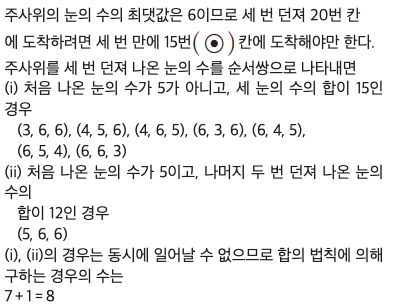 주사위의 눈의 수의 최댓값은 6이므로 세 번 던져 20번 칸
에 도착하려면 세 번 만에 15번( ⊙ ) 칸에 도착해야만 한다.
주사위를 세 번 던져 나온 눈의 수를 순서쌍으로 나타내면
(i) 처음 나온 눈의 수가 5가 아니고, 세 눈의 수의 합이 15인
경우
(3, 6, 6), (4, 5, 6), (4, 6, 5), (6, 3, 6), (6, 4, 5),
(6, 5, 4), (6, 6, 3)
(ii) 처음 나온 눈의 수가 5이고, 나머지 두 번 던져 나온 눈의
수의
합이 12인 경우
(5, 6, 6)
(i), (ii)의 경우는 동시에 일어날 수 없으므로 합의 법칙에 의해
구하는 경우의 수는
7+1=8